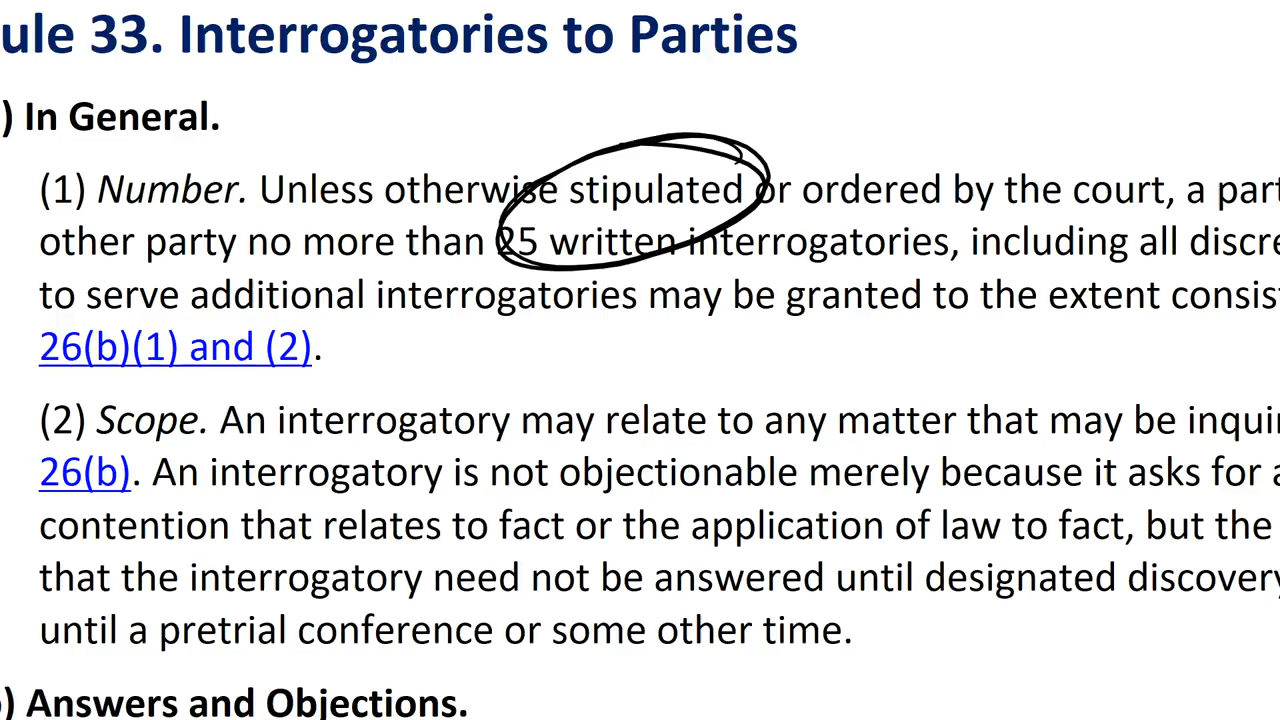 ule 33. Interrogatories to Parties
) In General.
(1) Number. Unless otherwise stipulated or ordered by the court, a part
other party no more than 25 written interrogatories, including all discre
to serve additional interrogatories may be granted to the extent consist
26(b)(1) and (2).
(2) Scope. An interrogatory may relate to any matter that may be inqui
26(b). An interrogatory is not objectionable merely because it asks for a
contention that relates to fact or the application of law to fact, but the
that the interrogatory need not be answered until designated discovery
until a pretrial conference or some other time.
) Answers and Objections.